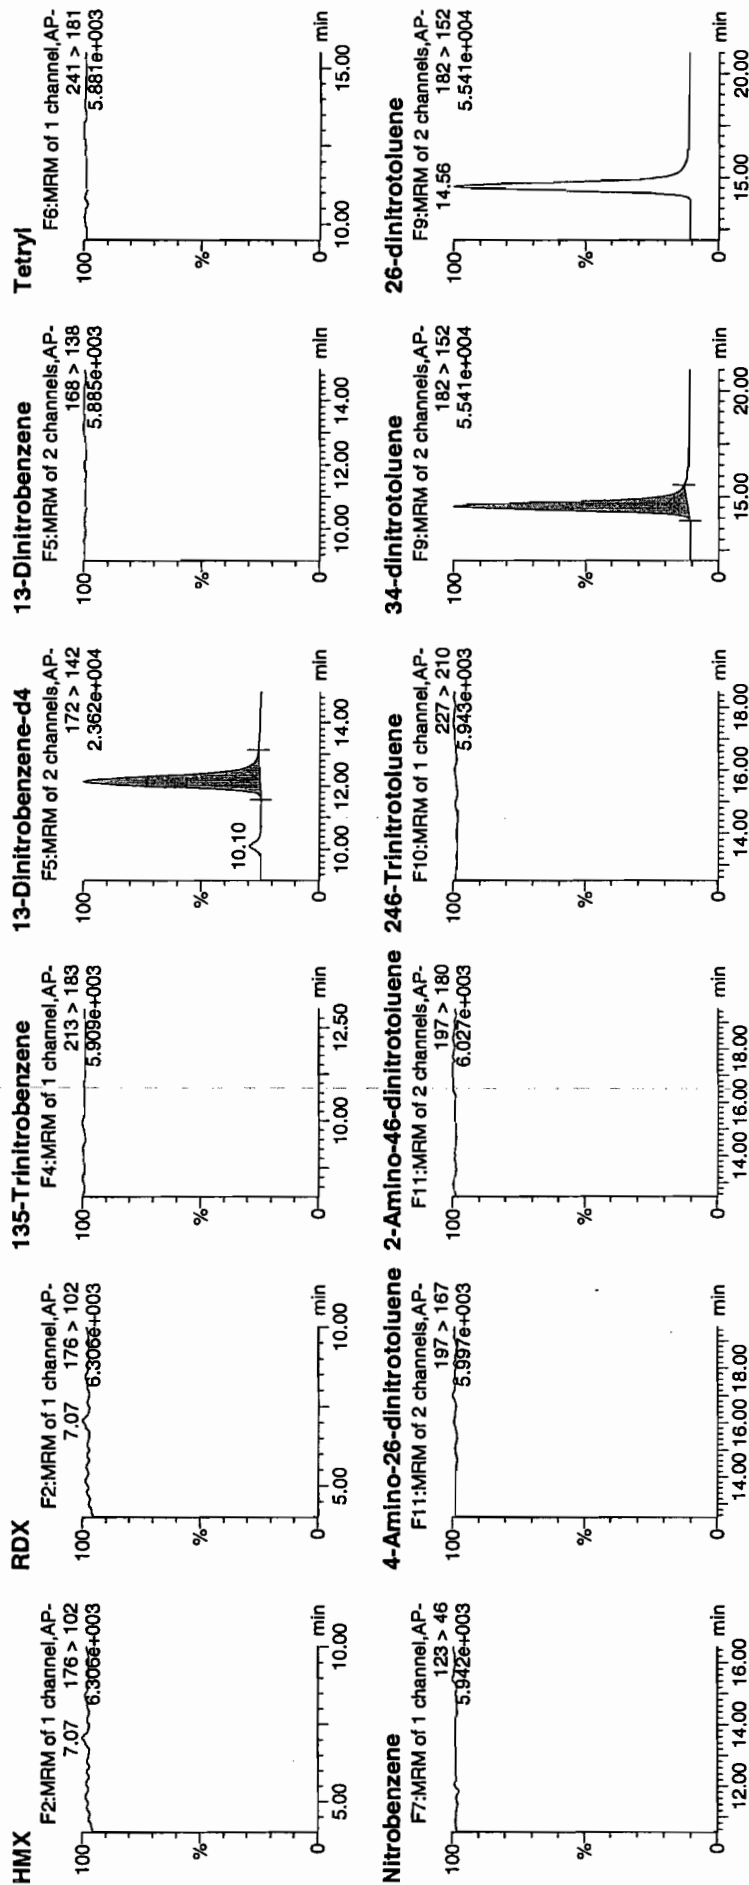 HMX
F2:MRM of 1 channel,AP-
7.07 176 > 102
6.306e+003
100
%
0
5.00 10.00 min
RDX
F2:MRM of 1 channel,AP-
7.07 176 > 102
6.306e+003
100
%
0
5.00 10.00 min
135-Trinitrobenzene
F4:MRM of 1 channel,AP-
213 > 183
5.909e+003
100
%
0
10.00 12.50 min
13-Dinitrobenzene-d4
F5:MRM of 2 channels,AP-
172 > 142
2.362e+004
100
10.10
%
0
10.00 12.00 14.00 min
13-Dinitrobenzene
F5:MRM of 2 channels,AP-
168 > 138
5.885e+003
100
%
0
10.00 12.00 14.00 min
Tetryl
F6:MRM of 1 channel,AP-
241 > 181
5.881e+003
100
%
0
10.00 15.00 min
Nitrobenzene
F7:MRM of 1 channel,AP-
123 > 46
5.942e+003
100
%
0
12.00 14.00 16.00 min
4-Amino-26-dinitrotoluene
F11:MRM of 2 channels,AP-
197 > 167
5.997e+003
100
%
0
14.00 16.00 18.00 min
2-Amino-46-dinitrotoluene
F11:MRM of 2 channels,AP-
197 > 180
6.027e+003
100
%
0
14.00 16.00 18.00 min
246-Trinitrotoluene
F10:MRM of 1 channel,AP-
227 > 210
5.943e+003
100
%
0
14.00 16.00 18.00 min
34-dinitrotoluene
F9:MRM of 2 channels,AP-
182 > 152
5.541e+004
100
%
0
15.00 20.00 min
26-dinitrotoluene
F9:MRM of 2 channels,AP-
14.56 182 > 152
5.541e+004
100
%
0
15.00 20.00 min